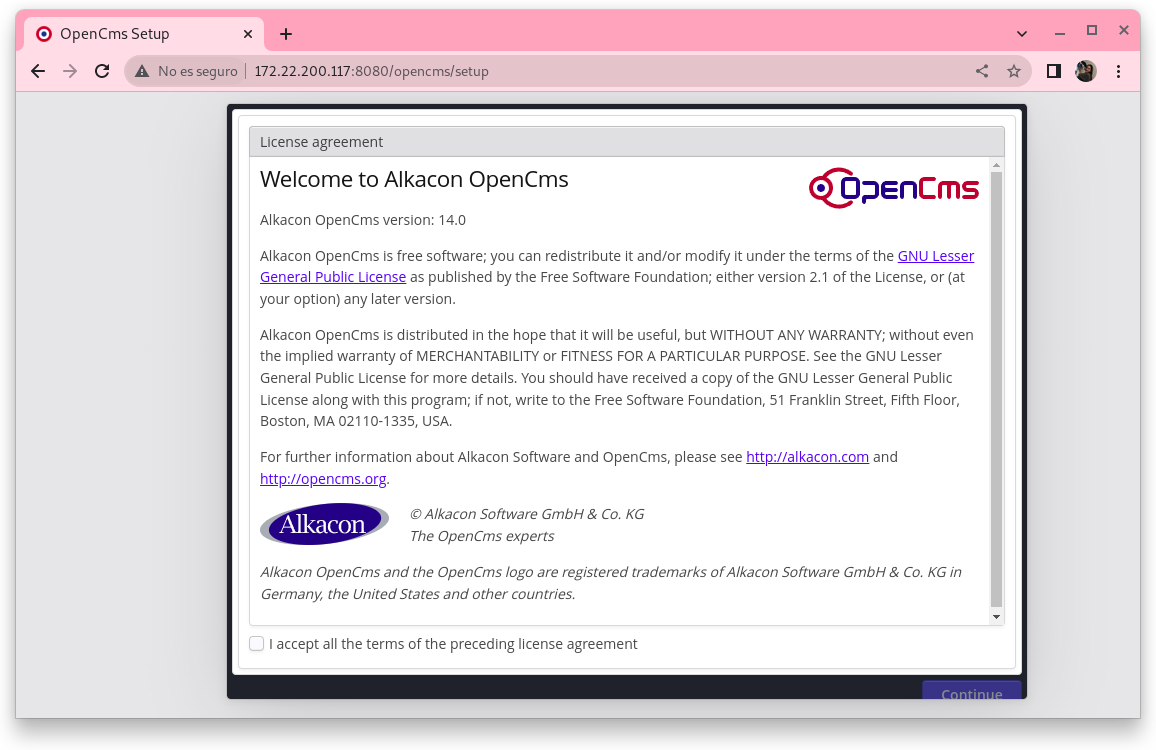 OpenCms Setup
No es seguro 172.22.200.117:8080/opencms/setup
License agreement
Welcome to Alkacon OpenCms
OpenCms
Alkacon OpenCms version: 14.0
Alkacon OpenCms is free software; you can redistribute it and/or modify it under the terms of the GNU Lesser
General Public License as published by the Free Software Foundation; either version 2.1 of the License, or (at
your option) any later version.
Alkacon OpenCms is distributed in the hope that it will be useful, but WITHOUT ANY WARRANTY; without even
the implied warranty of MERCHANTABILITY or FITNESS FOR A PARTICULAR PURPOSE. See the GNU Lesser
General Public License for more details. You should have received a copy of the GNU Lesser General Public
License along with this program; if not, write to the Free Software Foundation, 51 Franklin Street, Fifth Floor,
Boston, MA 02110-1335, USA.
For further information about Alkacon Software and OpenCms, please see http://alkacon.com and
http://opencms.org.
Alkacon
© Alkacon Software GmbH & Co. KG
The OpenCms experts
Alkacon OpenCms and the OpenCms logo are registered trademarks of Alkacon Software GmbH & Co. KG in
Germany, the United States and other countries.
I accept all the terms of the preceding license agreement
Continue